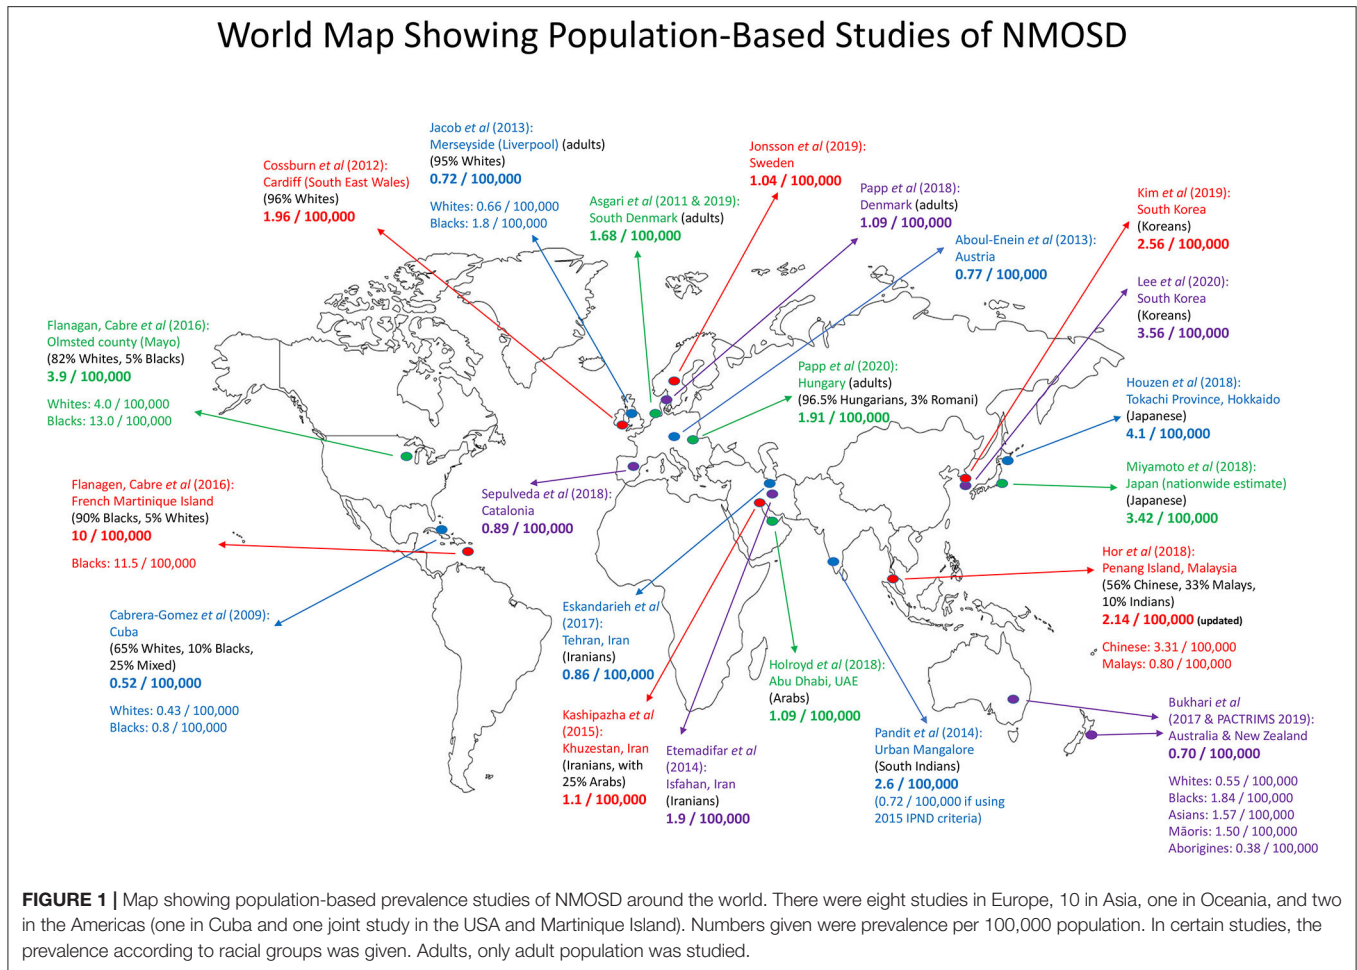 World Map Showing Population-Based Studies of NMOSD
Jacob et al (2013):
Merseyside (Liverpool) (adults)
(95% Whites)
0.72 / 100,000
Whites: 0.66 / 100,000
Blacks: 1.8 / 100,000
Cossburn et al (2012):
Cardiff (South East Wales)
(96% Whites)
1.96 / 100,000
Asgari et al (2011 & 2019):
South Denmark (adults)
1.68 / 100,000
Jonsson et al (2019):
Sweden
1.04 / 100,000
Papp et al (2018):
Denmark (adults)
1.09 / 100,000
Aboul-Enein et al (2013):
Austria
0.77 / 100,000
Kim et al (2019):
South Korea
(Koreans)
2.56 / 100,000
Lee et al (2020):
South Korea
(Koreans)
3.56 / 100,000
Flanagan, Cabre et al (2016):
Olmsted county (Mayo)
(82% Whites, 5% Blacks)
3.9 / 100,000
Whites: 4.0 / 100,000
Blacks: 13.0 / 100,000
Papp et al (2020):
Hungary (adults)
(96.5% Hungarians, 3% Romani)
1.91 / 100,000
Houzen et al (2018):
Tokachi Province, Hokkaido
(Japanese)
4.1 / 100,000
Miyamoto et al (2018):
Japan (nationwide estimate)
(Japanese)
3.42 / 100,000
Flanagen, Cabre et al (2016):
French Martinique Island
(90% Blacks, 5% Whites)
10 / 100,000
Blacks: 11.5 / 100,000
Sepulveda et al (2018):
Catalonia
0.89 / 100,000
Hor et al (2018):
Penang Island, Malaysia
(56% Chinese, 33% Malays,
10% Indians)
2.14 / 100,000 (updated)
Chinese: 3.31 / 100,000
Malays: 0.80 / 100,000
Cabrera-Gomez et al (2009):
Cuba
(65% Whites, 10% Blacks,
25% Mixed)
0.52 / 100,000
Whites: 0.43 / 100,000
Blacks: 0.8 / 100,000
Eskandarieh et al
(2017):
Tehran, Iran
(Iranians)
0.86 / 100,000
Holroyd et al (2018):
Abu Dhabi, UAE
(Arabs)
1.09 / 100,000
Kashipazha et al
(2015):
Khuzestan, Iran
(Iranians, with
25% Arabs)
1.1 / 100,000
Etemadifar et al
(2014):
Isfahan, Iran
(Iranians)
1.9 / 100,000
Pandit et al (2014):
Urban Mangalore
(South Indians)
2.6 / 100,000
(0.72 / 100,000 if using
2015 IPND criteria)
Bukhari et al
(2017 & PACTRIMS 2019):
Australia & New Zealand
0.70 / 100,000
Whites: 0.55 / 100,000
Blacks: 1.84 / 100,000
Asians: 1.57 / 100,000
Māoris: 1.50 / 100,000
Aborigines: 0.38 / 100,000
FIGURE 1 | Map showing population-based prevalence studies of NMOSD around the world. There were eight studies in Europe, 10 in Asia, one in Oceania, and two
in the Americas (one in Cuba and one joint study in the USA and Martinique Island). Numbers given were prevalence per 100,000 population. In certain studies, the
prevalence according to racial groups was given. Adults, only adult population was studied.